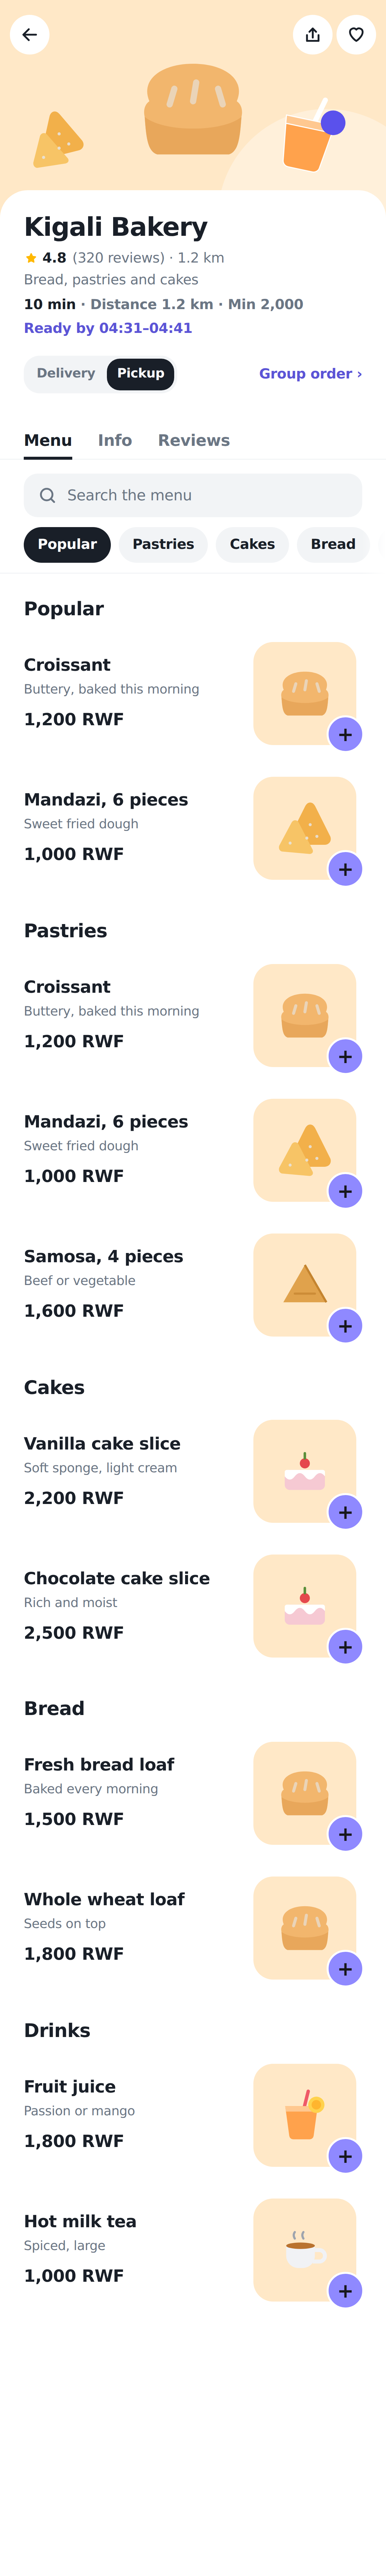 Kigali Bakery
4.8 (320 reviews) · 1.2 km
Bread, pastries and cakes
10 min · Distance 1.2 km · Min 2,000
Ready by 04:31–04:41
Delivery Pickup Group order ›
Menu Info Reviews
Search the menu
Popular Pastries Cakes Bread
Popular
Croissant
Buttery, baked this morning
1,200 RWF
+
Mandazi, 6 pieces
Sweet fried dough
1,000 RWF
+
Pastries
Croissant
Buttery, baked this morning
1,200 RWF
+
Mandazi, 6 pieces
Sweet fried dough
1,000 RWF
+
Samosa, 4 pieces
Beef or vegetable
1,600 RWF
+
Cakes
Vanilla cake slice
Soft sponge, light cream
2,200 RWF
+
Chocolate cake slice
Rich and moist
2,500 RWF
+
Bread
Fresh bread loaf
Baked every morning
1,500 RWF
+
Whole wheat loaf
Seeds on top
1,800 RWF
+
Drinks
Fruit juice
Passion or mango
1,800 RWF
+
Hot milk tea
Spiced, large
1,000 RWF
+